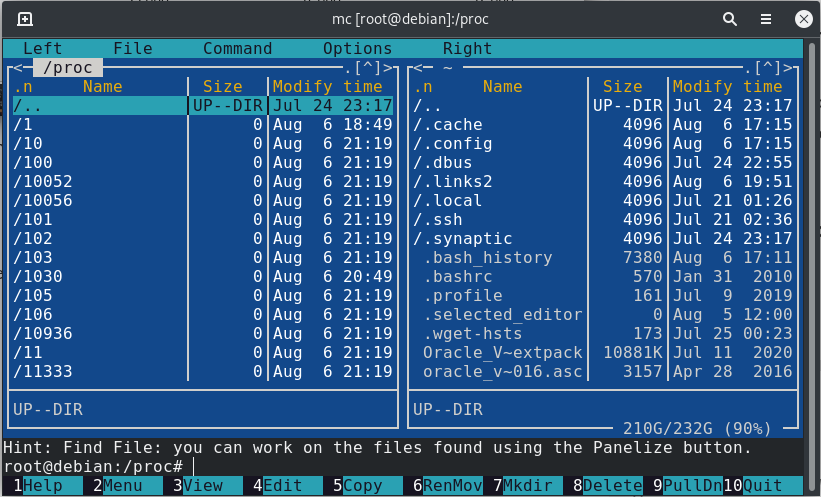 mc [root@debian]:/proc
Left File Command Options Right
<─ /proc .[^]> <─ ~ .[^]>
.n Name Size Modify time .n Name Size Modify time
/.. UP--DIR Jul 24 23:17 /.. UP--DIR Jul 24 23:17
/1 0 Aug 6 18:49 /.cache 4096 Aug 6 17:15
/10 0 Aug 6 21:19 /.config 4096 Aug 6 17:15
/100 0 Aug 6 21:19 /.dbus 4096 Jul 24 22:55
/10052 0 Aug 6 21:19 /.links2 4096 Aug 6 19:51
/10056 0 Aug 6 21:19 /.local 4096 Jul 21 01:26
/101 0 Aug 6 21:19 /.ssh 4096 Jul 21 02:36
/102 0 Aug 6 21:19 /.synaptic 4096 Jul 24 23:17
/103 0 Aug 6 21:19 .bash_history 7380 Aug 6 17:11
/1030 0 Aug 6 20:49 .bashrc 570 Jan 31 2010
/105 0 Aug 6 21:19 .profile 161 Jul 9 2019
/106 0 Aug 6 21:19 .selected_editor 0 Aug 5 12:00
/10936 0 Aug 6 21:19 .wget-hsts 173 Jul 25 00:23
/11 0 Aug 6 21:19 Oracle_V~extpack 10881K Jul 11 2020
/11333 0 Aug 6 21:19 oracle_v~016.asc 3157 Apr 28 2016
UP--DIR UP--DIR
210G/232G (90%)
Hint: Find File: you can work on the files found using the Panelize button.
root@debian:/proc#
1Help 2Menu 3View 4Edit 5Copy 6RenMov 7Mkdir 8Delete 9PullDn 10Quit